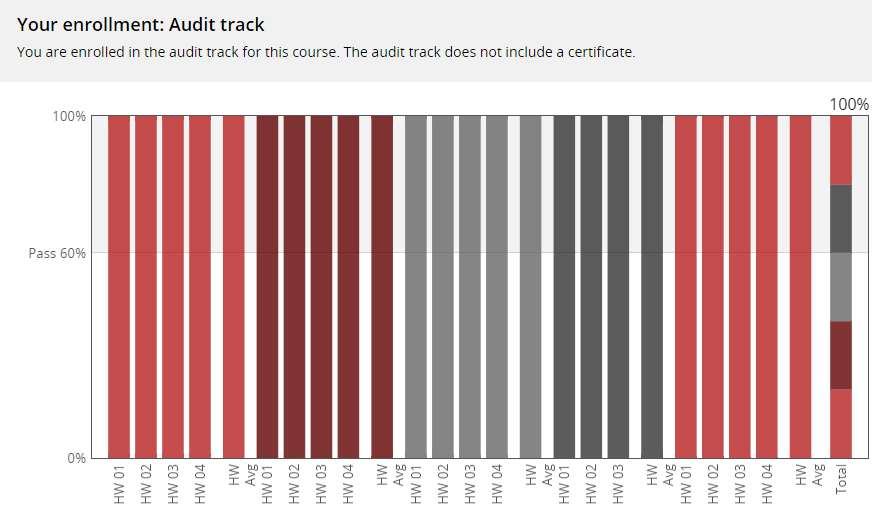 Your enrollment: Audit track
You are enrolled in the audit track for this course. The audit track does not include a certificate.
100%
100%
Pass 60%
0%
HW 01
HW 02
HW 03
HW 04
HW
Avg
HW 01
HW 02
HW 03
HW 04
HW
Avg
HW 01
HW 02
HW 03
HW 04
HW
Avg
HW 01
HW 02
HW 03
HW
Avg
HW 01
HW 02
HW 03
HW 04
HW
Avg
Total